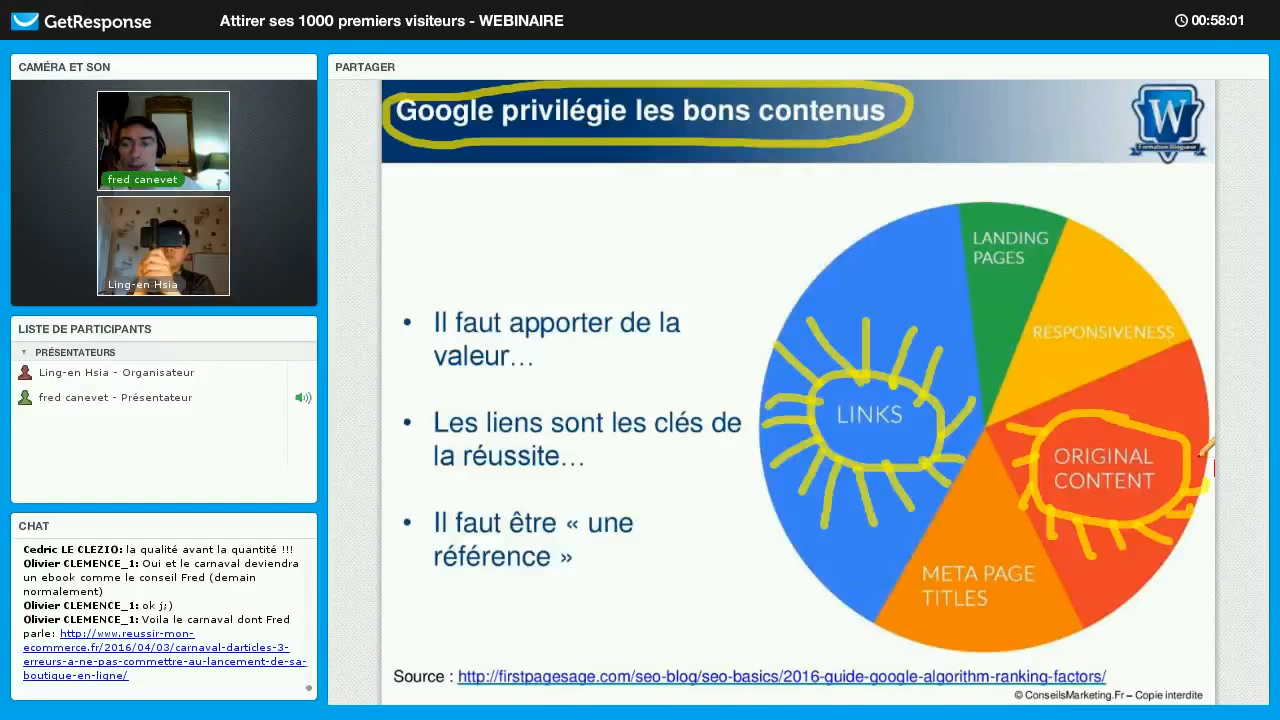 GetResponse
Attirer ses 1000 premiers visiteurs - WEBINAIRE
00:58:01
CAMÉRA ET SON
fred canevet
Ling-en Hsia
LISTE DE PARTICIPANTS
PRÉSENTATEURS
Ling-en Hsia - Organisateur
fred canevet - Présentateur
CHAT
Cedric LE CLEZIO: la qualité avant la quantité !!!
Olivier CLEMENCE_1: Oui et le carnaval deviendra
un ebook comme le conseil Fred (demain
normalement)
Olivier CLEMENCE_1: ok j;)
Olivier CLEMENCE_1: Voila le carnaval dont Fred
parle: http://www.reussir-mon-
ecommerce.fr/2016/04/03/carnaval-darticles-3-
erreurs-a-ne-pas-commettre-au-lancement-de-sa-
boutique-en-ligne/
PARTAGER
Google privilégie les bons contenus
W
Formation Blogueur
• Il faut apporter de la
valeur…
• Les liens sont les clés de
la réussite…
• Il faut être « une
référence »
LANDING
PAGES
RESPONSIVENESS
LINKS
ORIGINAL
CONTENT
META PAGE
TITLES
Source : http://firstpagesage.com/seo-blog/seo-basics/2016-guide-google-algorithm-ranking-factors/
© ConseilsMarketing.Fr – Copie interdite